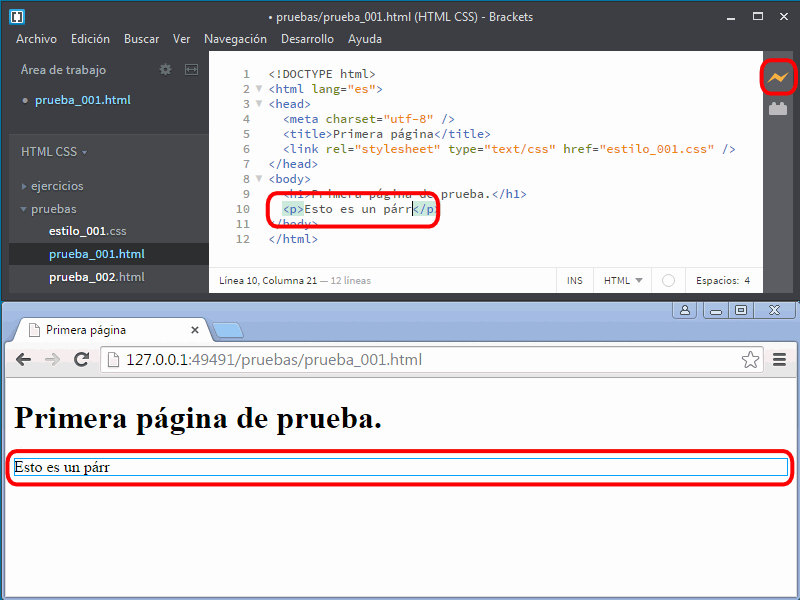 • pruebas/prueba_001.html (HTML CSS) - Brackets
Archivo Edición Buscar Ver Navegación Desarrollo Ayuda
Área de trabajo
• prueba_001.html
HTML CSS
ejercicios
pruebas
estilo_001.css
prueba_001.html
prueba_002.html
1 <!DOCTYPE html>
2 <html lang="es">
3 <head>
4 <meta charset="utf-8" />
5 <title>Primera página</title>
6 <link rel="stylesheet" type="text/css" href="estilo_001.css" />
7 </head>
8 <body>
9 <h1>Primera página de prueba.</h1>
10 <p>Esto es un párr</p
11 </body>
12 </html>
Línea 10, Columna 21 — 12 líneas INS HTML Espacios: 4
Primera página
127.0.0.1:49491/pruebas/prueba_001.html
Primera página de prueba.
Esto es un párr